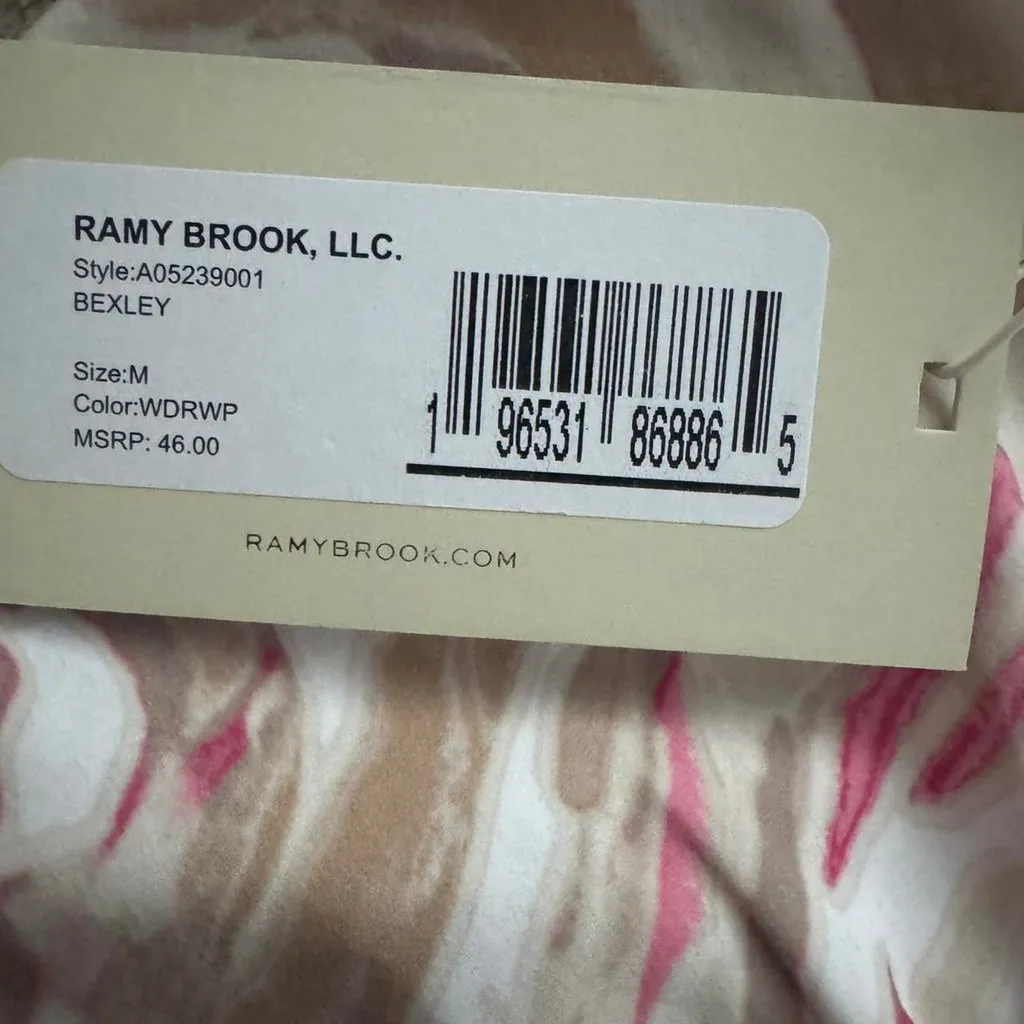 RAMY BROOK, LLC.
Style:A05239001
BEXLEY
Size:M
Color:WDRWP
MSRP: 46.00
1 96531 86886 5
RAMYBROOK.COM